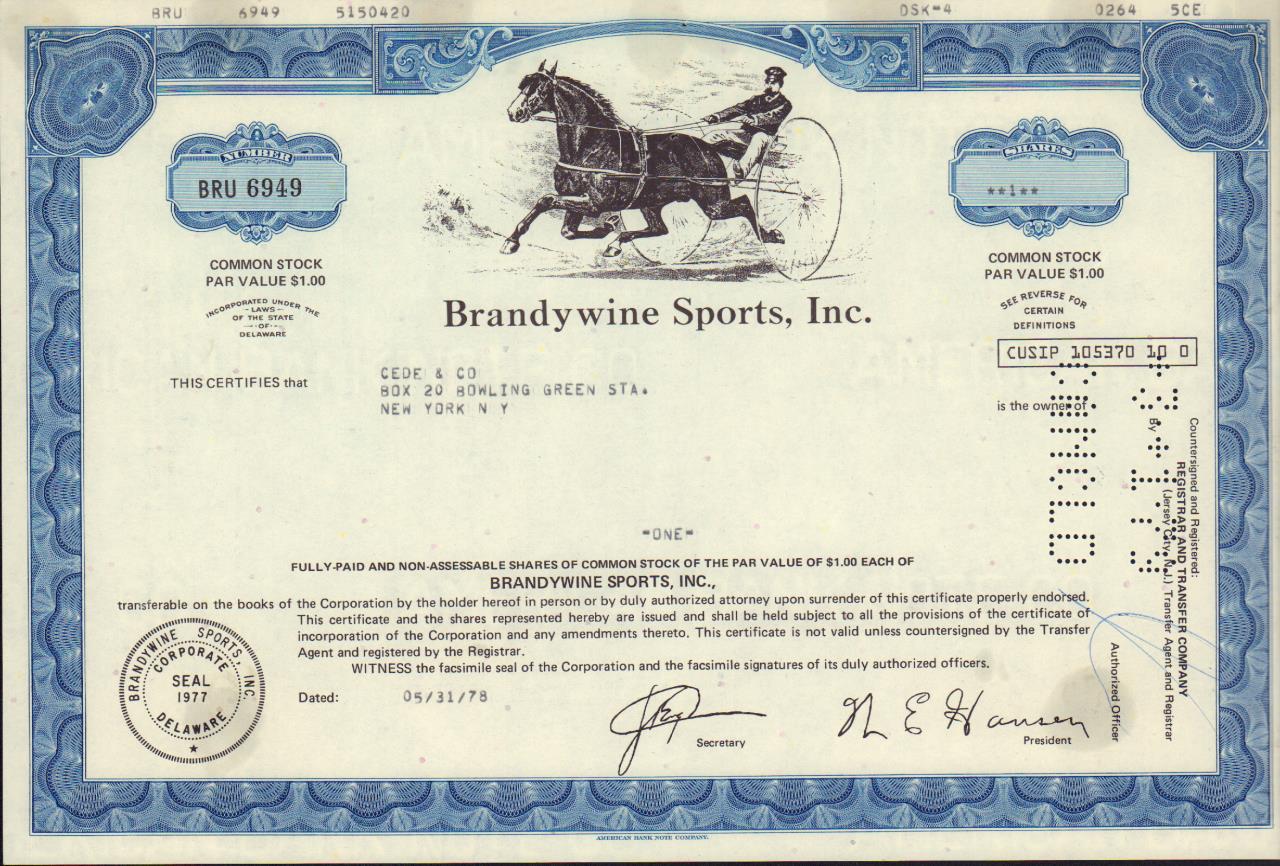 BRU 6949 5150420 OSK-4 0264 5CE
NUMBER
BRU 6949
SHARES
**1**
COMMON STOCK
PAR VALUE $1.00
INCORPORATED UNDER THE
-LAWS-
OF THE STATE
-OF-
DELAWARE
COMMON STOCK
PAR VALUE $1.00
SEE REVERSE FOR
CERTAIN
DEFINITIONS
Brandywine Sports, Inc.
CUSIP 105370 10 0
THIS CERTIFIES that
CEDE & CO
BOX 20 BOWLING GREEN STA.
NEW YORK N Y
is the owner of
-ONE-
FULLY-PAID AND NON-ASSESSABLE SHARES OF COMMON STOCK OF THE PAR VALUE OF $1.00 EACH OF
BRANDYWINE SPORTS, INC.,
transferable on the books of the Corporation by the holder hereof in person or by duly authorized attorney upon surrender of this certificate properly endorsed.
This certificate and the shares represented hereby are issued and shall be held subject to all the provisions of the certificate of
incorporation of the Corporation and any amendments thereto. This certificate is not valid unless countersigned by the Transfer
Agent and registered by the Registrar.
WITNESS the facsimile seal of the Corporation and the facsimile signatures of its duly authorized officers.
BRANDYWINE SPORTS, INC
CORPORATE
SEAL
1977
DELAWARE
Dated: 05/31/78
Secretary
N E Hansen
President
Countersigned and Registered:
REGISTRAR AND TRANSFER COMPANY
(Jersey City, N.J.) Transfer Agent and Registrar
By
Authorized Officer
AMERICAN BANK NOTE COMPANY.